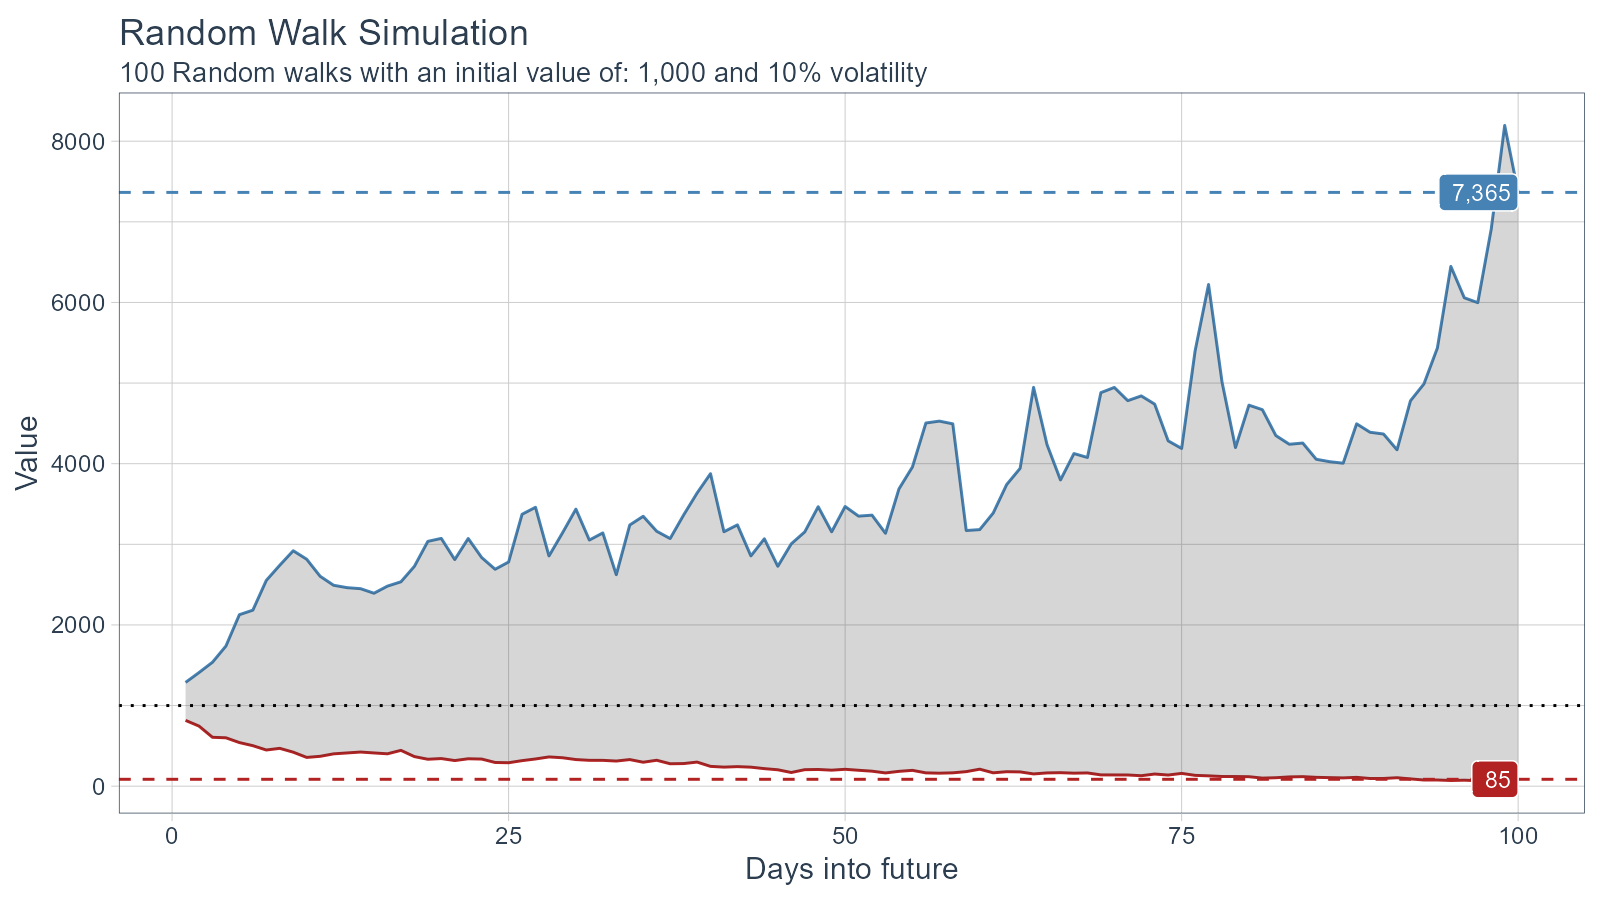 Random Walk Simulation
100 Random walks with an initial value of: 1,000 and 10% volatility
8000
7,365
6000
Value
4000
2000
0
85
0 25 50 75 100
Days into future